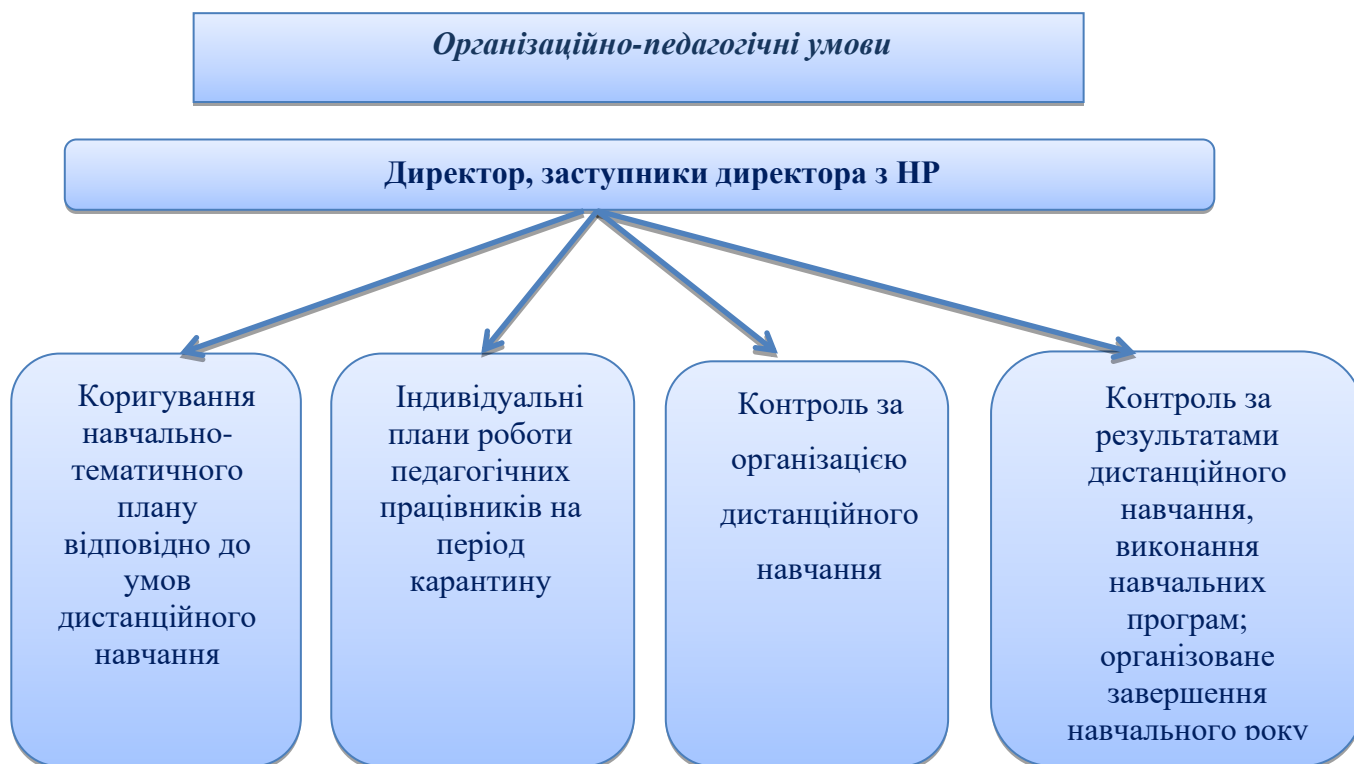 Організаційно-педагогічні умови
Директор, заступники директора з НР
Коригування
навчально-
тематичного
плану
відповідно до
умов
дистанційного
навчання
Індивідуальні
плани роботи
педагогічних
працівників на
період
карантину
Контроль за
організацією
дистанційного
навчання
Контроль за
результатами
дистанційного
навчання,
виконання
навчальних
програм;
організоване
завершення
навчального року